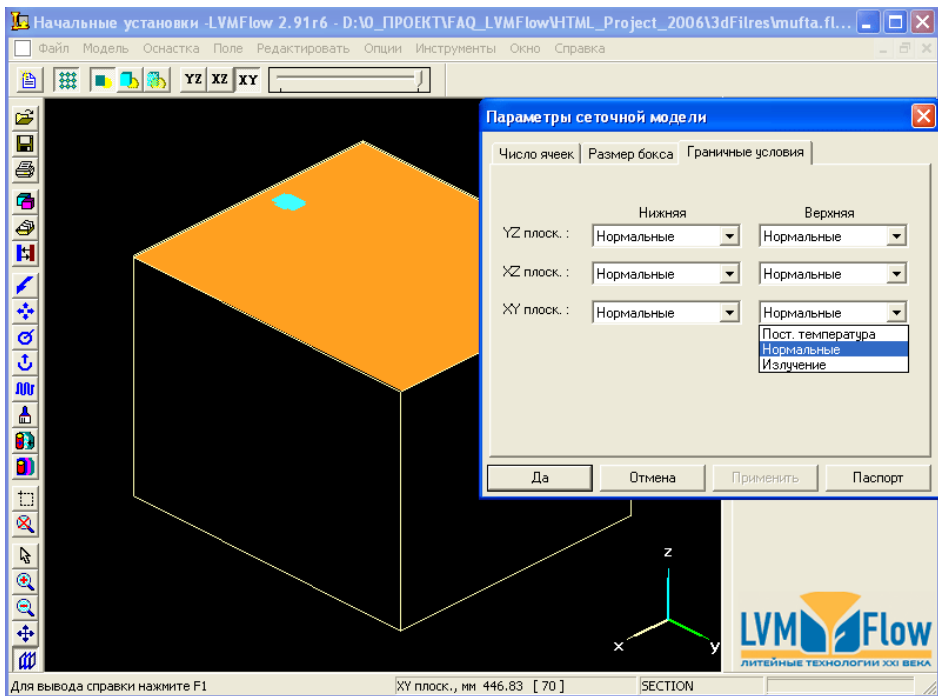 Начальные установки -LVMFlow 2.91r6 - D:\0_ПРОЕКТ\FAQ_LVMFlow\HTML_Project_2006\3dFilres\mufta.fl...
Файл Модель Оснастка Поле Редактировать Опции Инструменты Окно Справка
YZ XZ XY
Параметры сеточной модели
Число ячеек Размер бокса Граничные условия
Нижняя Верхняя
YZ плоск. : Нормальные Нормальные
XZ плоск. : Нормальные Нормальные
XY плоск. : Нормальные Нормальные
Пост. температура
Нормальные
Излучение
Да Отмена Применить Паспорт
z
x y
LVM Flow
ЛИТЕЙНЫЕ ТЕХНОЛОГИИ XXI ВЕКА
Для вывода справки нажмите F1 XY плоск., мм 446.83 [ 70 ] SECTION